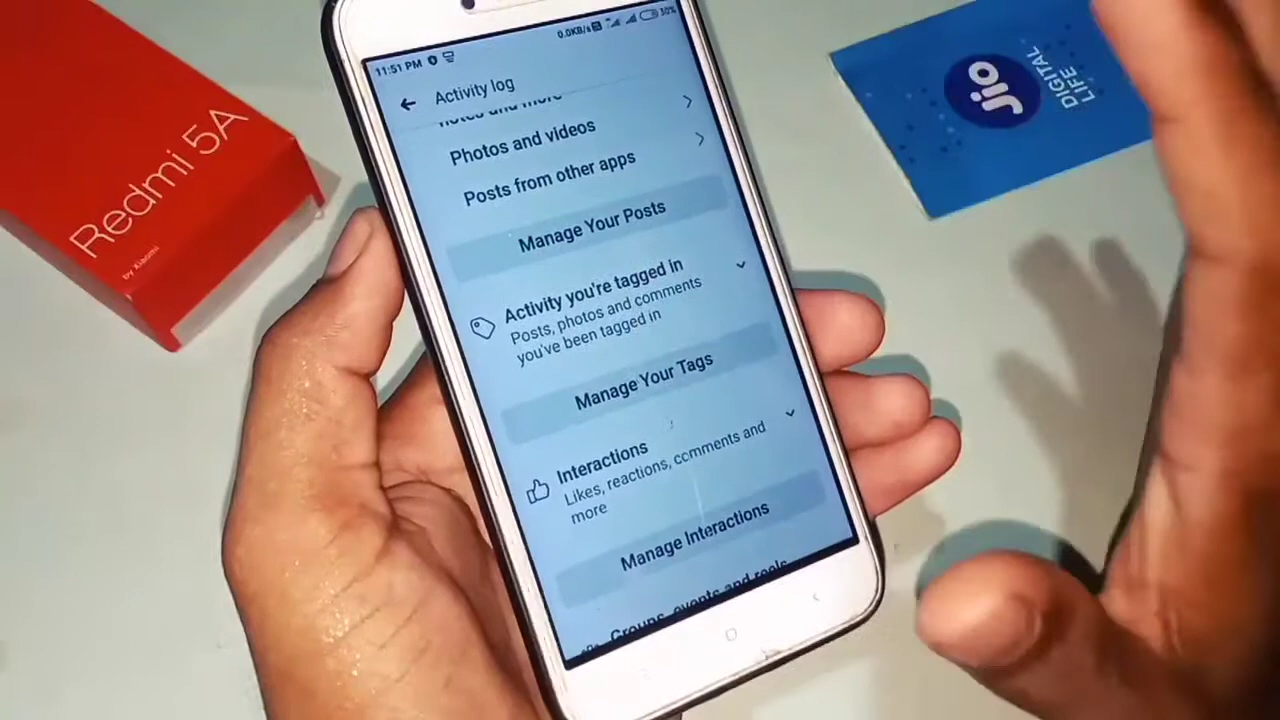 Redmi 5A
by Xiaomi
11:51 PM
0.0KB/s
30%
Activity log
notes and more
Photos and videos
Posts from other apps
Manage Your Posts
Activity you're tagged in
Posts, photos and comments
you've been tagged in
Manage Your Tags
Interactions
Likes, reactions, comments and
more
Manage Interactions
Groups, events and reels
Jio
DIGITAL
LIFE